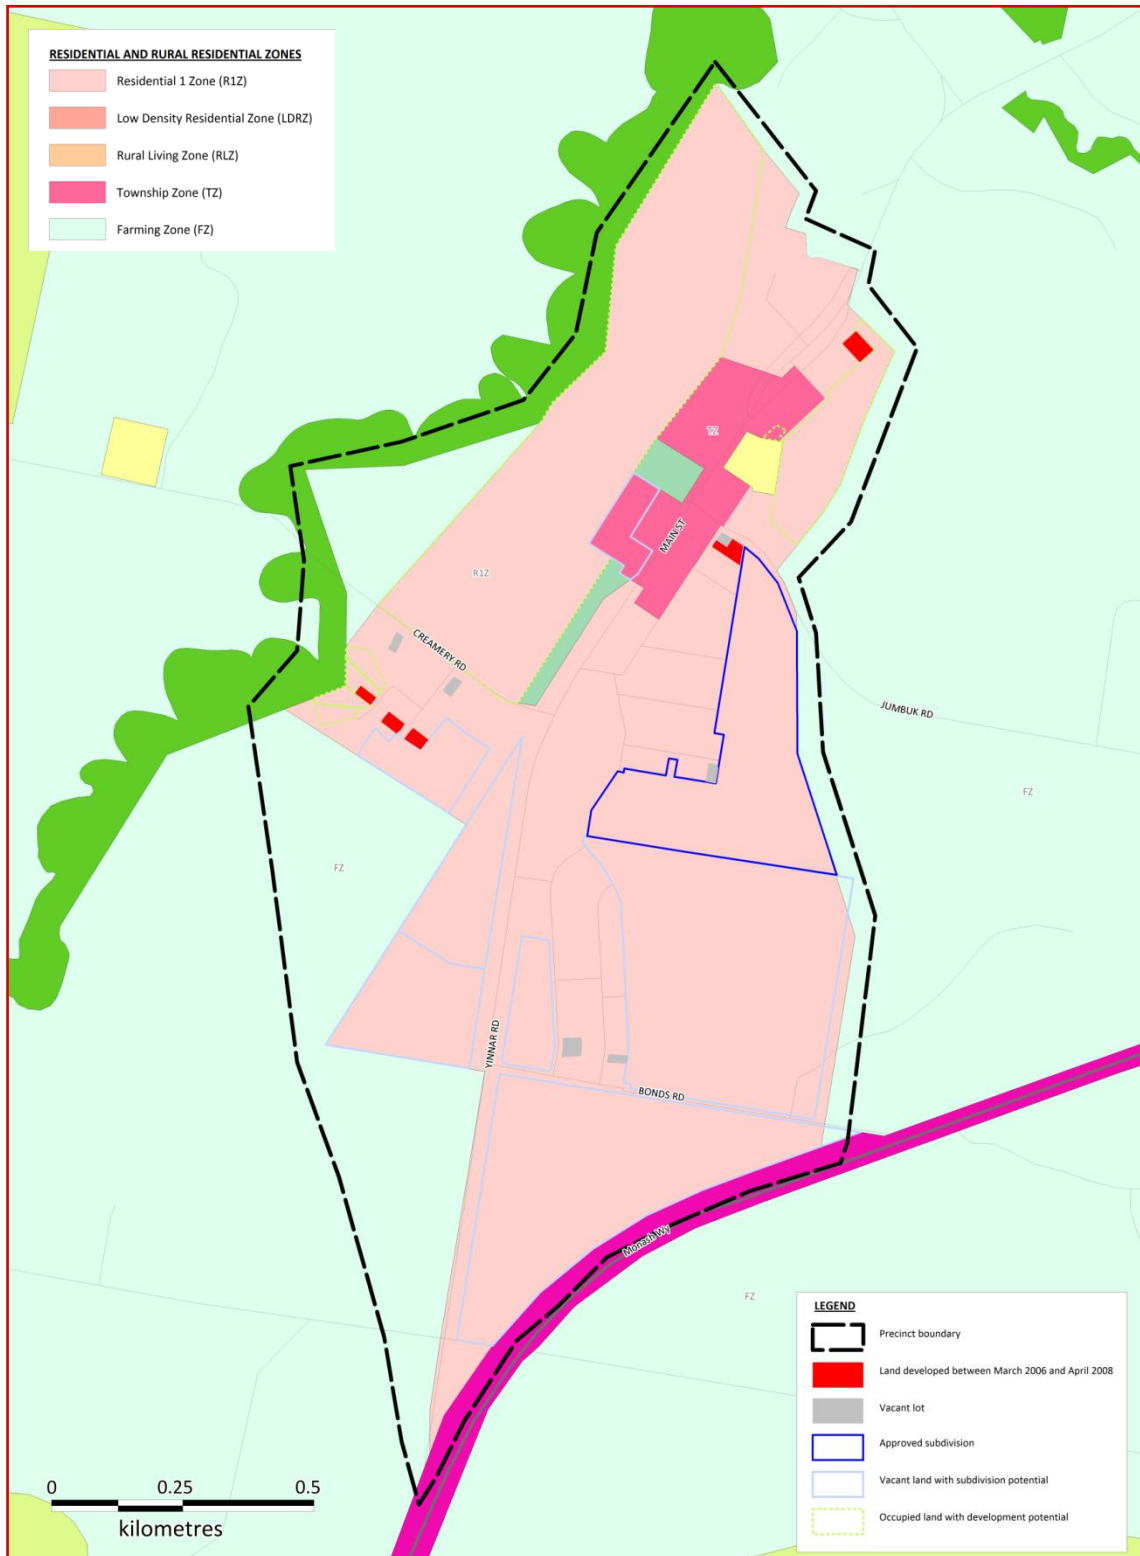 RESIDENTIAL AND RURAL RESIDENTIAL ZONES
Residential 1 Zone (R1Z)
Low Density Residential Zone (LDRZ)
Rural Living Zone (RLZ)
Township Zone (TZ)
Farming Zone (FZ)
TZ
MAIN ST
R1Z
CREAMERY RD
JUMBUK RD
FZ
FZ
YINNAR RD
BONDS RD
Monash Wy
FZ
LEGEND
Precinct boundary
Land developed between March 2006 and April 2008
Vacant lot
Approved subdivision
Vacant land with subdivision potential
Occupied land with development potential
0 0.25 0.5
kilometres